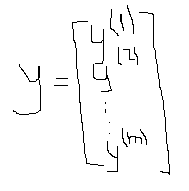 y = [ y^{(1)}
y^{(2)}
⋮
y^{(m)} ]